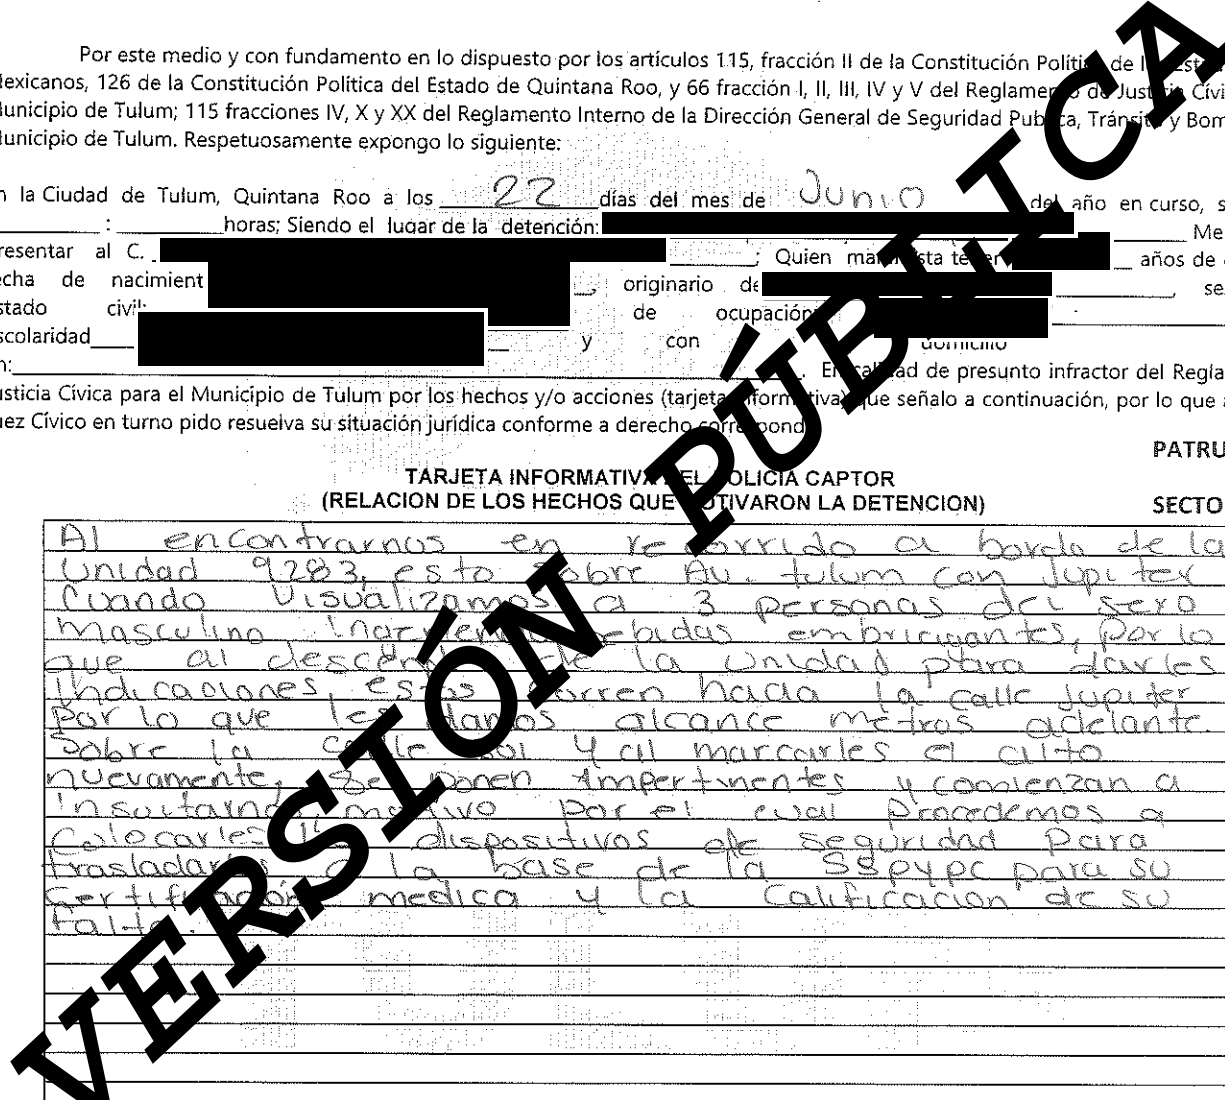 Por este medio y con fundamento en lo dispuesto por los artículos 115, fracción II de la Constitución Política de l Esta
Mexicanos, 126 de la Constitución Política del Estado de Quintana Roo, y 66 fracción I, II, III, IV y V del Reglamento de Justicia Cívi
Municipio de Tulum; 115 fracciones IV, X y XX del Reglamento Interno de la Dirección General de Seguridad Pública, Tránsito y Bom
Municipio de Tulum. Respetuosamente expongo lo siguiente:
n la Ciudad de Tulum, Quintana Roo a los 22 días del mes de Junio del año en curso, s
: horas; Siendo el lugar de la detención: Me
resentar al C. ; Quien manifiesta tener años de
echa de nacimient , originario de , se
stado civil: de ocupación:
scolaridad y con domicilio
n: . En calidad de presunto infractor del Regla
usticia Cívica para el Municipio de Tulum por los hechos y/o acciones (tarjeta informativa) que señalo a continuación, por lo que
uez Cívico en turno pido resuelva su situación jurídica conforme a derecho correspond
PATRU
TARJETA INFORMATIVA DEL POLICIA CAPTOR
(RELACION DE LOS HECHOS QUE MOTIVARON LA DETENCION)
SECTO
Al encontrarnos en recorrido a bordo de la
Unidad 9283, esto sobre Av. tulum con Jupiter
Cuando Visualizamos a 3 personas del sexo
masculino ebidas embriagantes, Por lo
que al descender de la unidad para darles
Indicaciones, estos corren hacia la calle Jupiter
Por lo que les damos alcance metros adelante.
Sobre la calle sol y al marcarles el alto
nuevamente, se ponen Impertinentes y comienzan a
Insultarnos motivo por el cual Procedemos a
Colocarles dispositivos de seguridad Para
trasladarlos a la base de la SSPYPC para su
Certificación medica y la Calificacion de su
falta.
VERSIÓN PÚBLICA